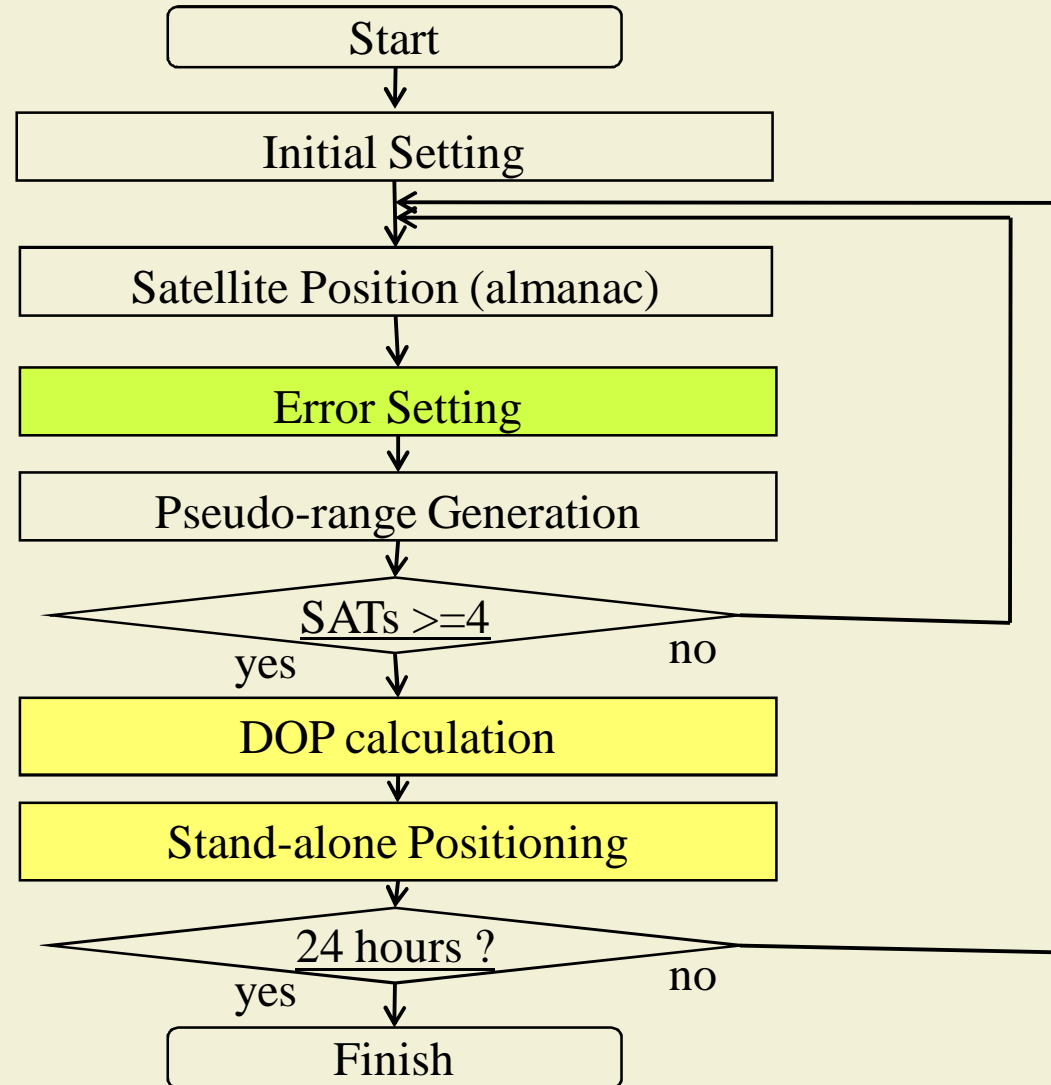 Start
Initial Setting
Satellite Position (almanac)
Error Setting
Pseudo-range Generation
SATs >=4
yes
no
DOP calculation
Stand-alone Positioning
24 hours ?
yes
no
Finish